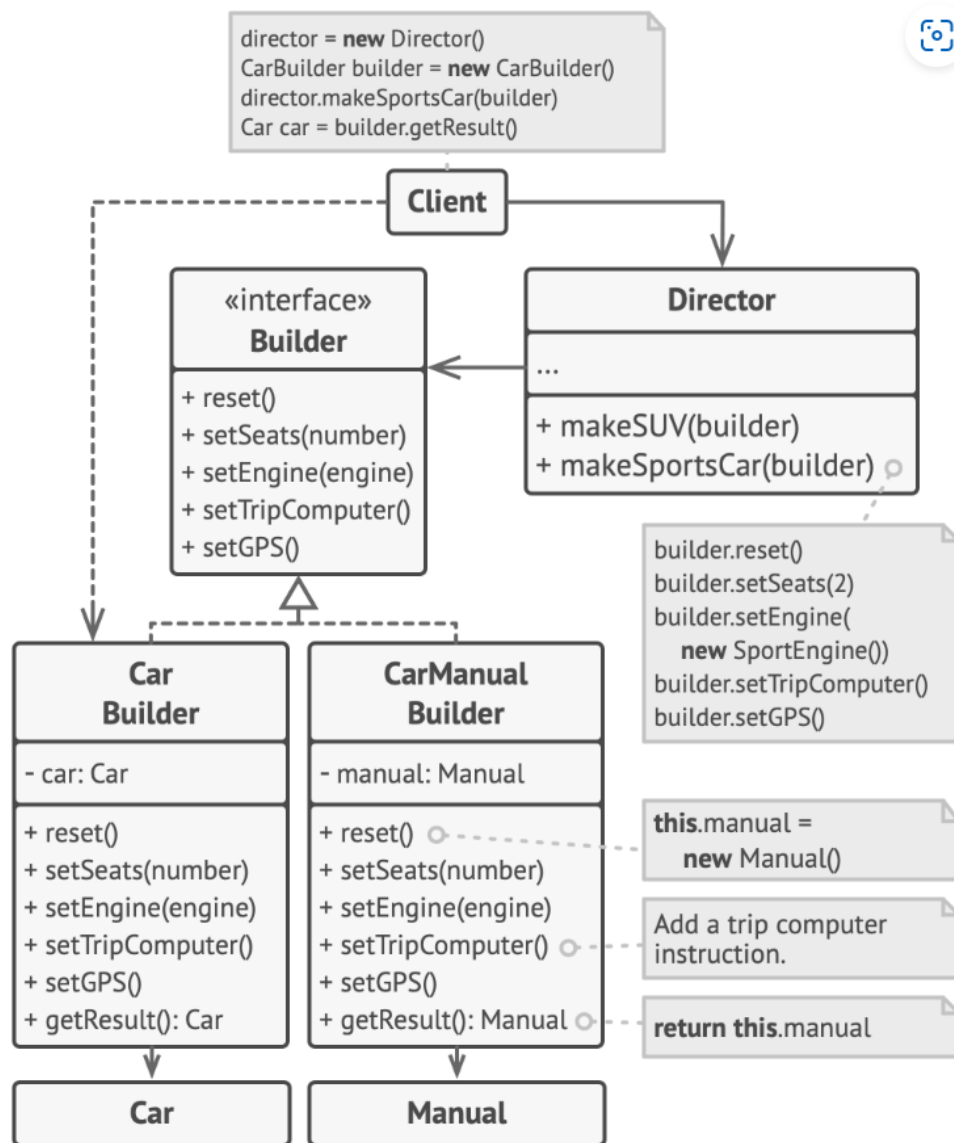 director = new Director()
CarBuilder builder = new CarBuilder()
director.makeSportsCar(builder)
Car car = builder.getResult()
Client
«interface»
Builder
+ reset()
+ setSeats(number)
+ setEngine(engine)
+ setTripComputer()
+ setGPS()
Director
...
+ makeSUV(builder)
+ makeSportsCar(builder)
builder.reset()
builder.setSeats(2)
builder.setEngine(
new SportEngine())
builder.setTripComputer()
builder.setGPS()
Car
Builder
- car: Car
+ reset()
+ setSeats(number)
+ setEngine(engine)
+ setTripComputer()
+ setGPS()
+ getResult(): Car
Car
CarManual
Builder
- manual: Manual
+ reset()
+ setSeats(number)
+ setEngine(engine)
+ setTripComputer()
+ setGPS()
+ getResult(): Manual
Manual
this.manual =
new Manual()
Add a trip computer
instruction.
return this.manual